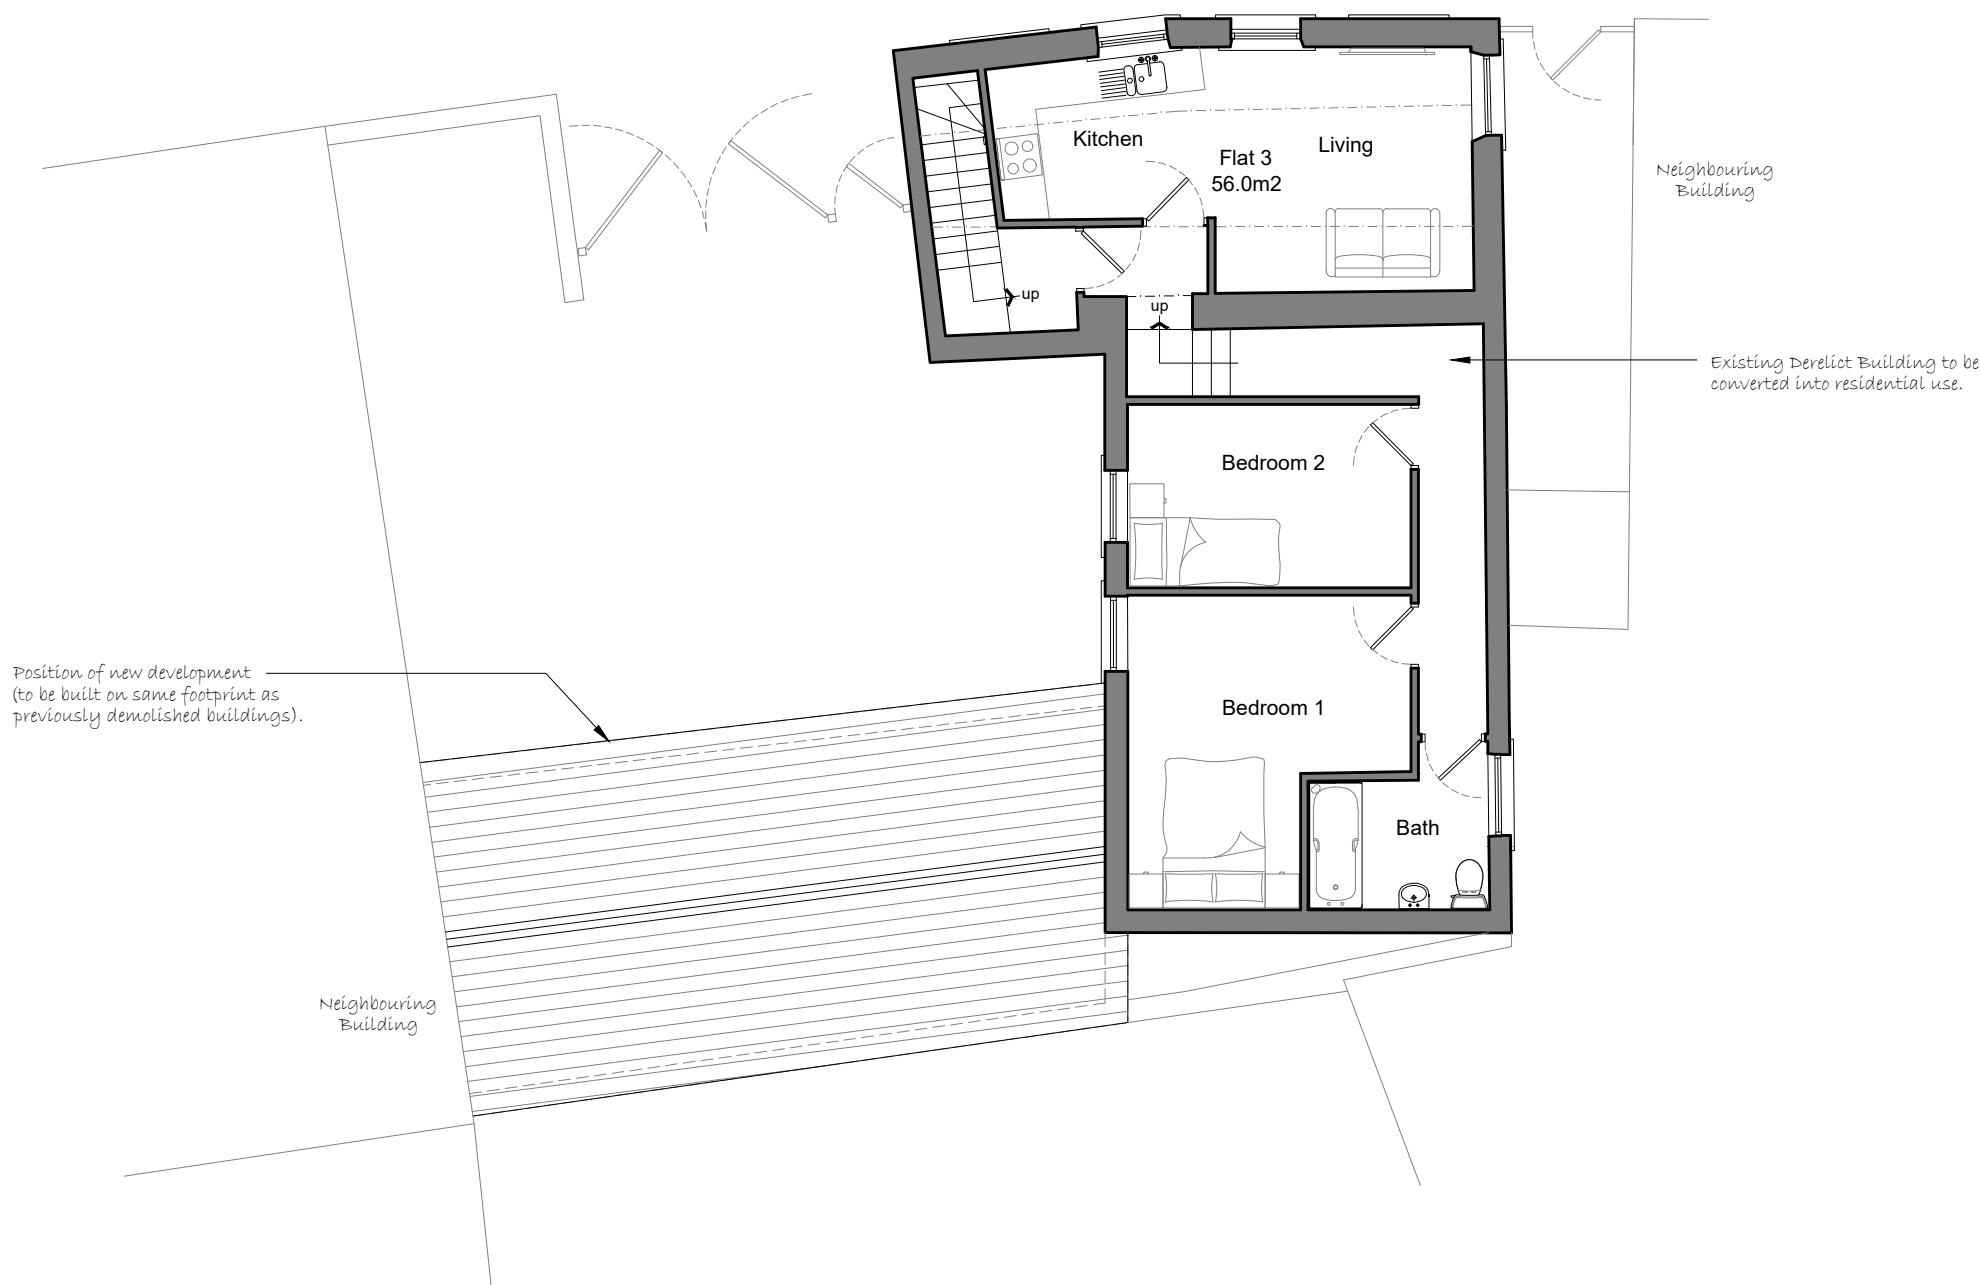 Kitchen
Living
Flat 3
56.0m2
Neighbouring
Building
up
up
Existing Derelict Building to be
converted into residential use.
Bedroom 2
Position of new development
(to be built on same footprint as
previously demolished buildings).
Bedroom 1
Bath
Neighbouring
Building